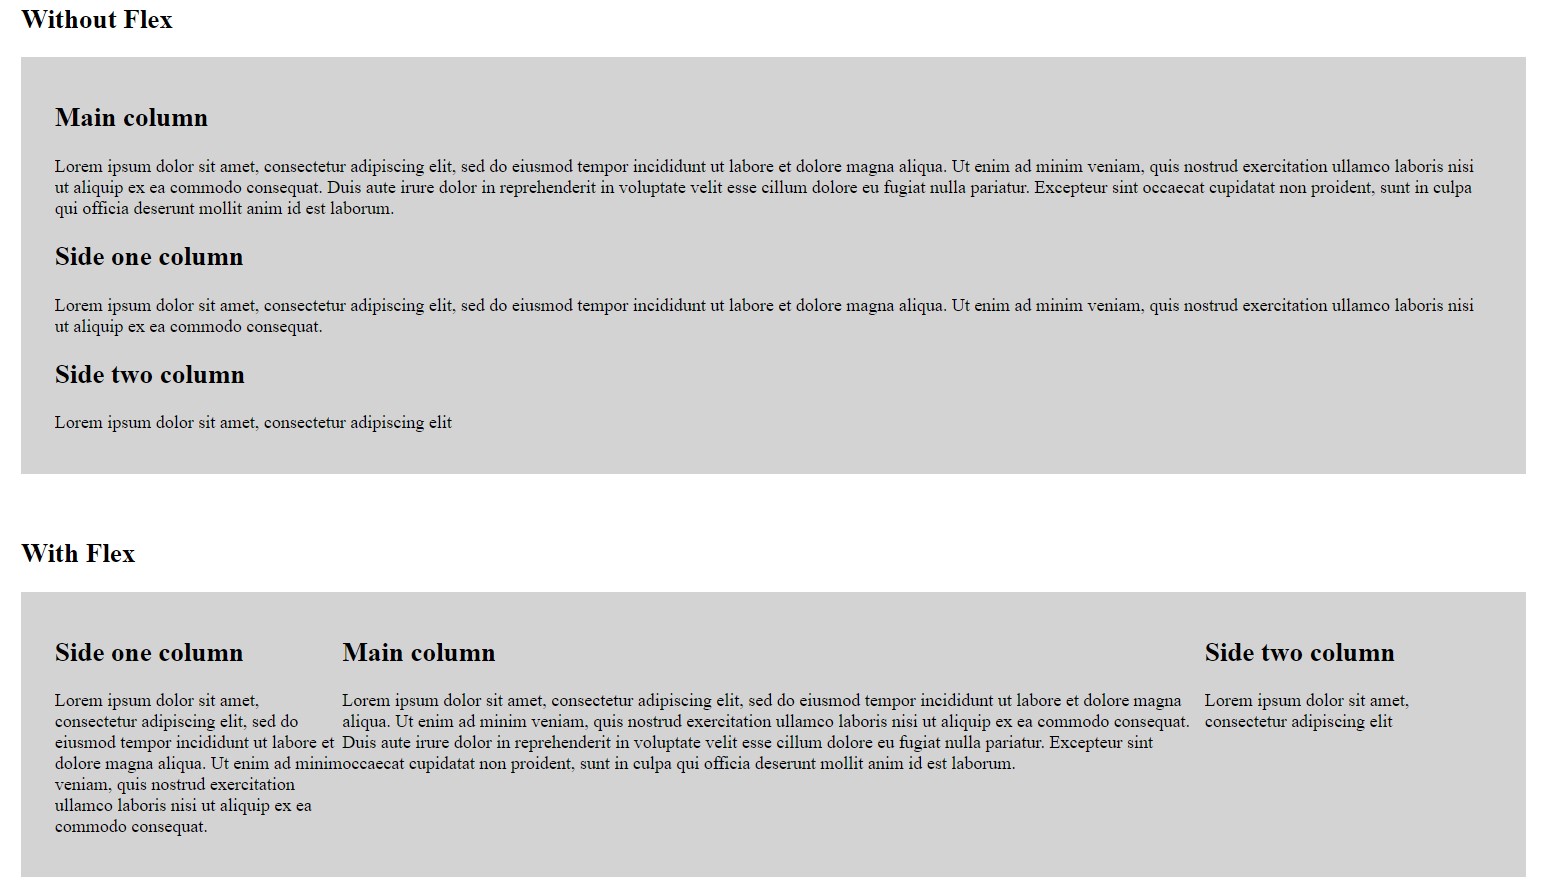 Without Flex
Main column
Lorem ipsum dolor sit amet, consectetur adipiscing elit, sed do eiusmod tempor incididunt ut labore et dolore magna aliqua. Ut enim ad minim veniam, quis nostrud exercitation ullamco laboris nisi
ut aliquip ex ea commodo consequat. Duis aute irure dolor in reprehenderit in voluptate velit esse cillum dolore eu fugiat nulla pariatur. Excepteur sint occaecat cupidatat non proident, sunt in culpa
qui officia deserunt mollit anim id est laborum.
Side one column
Lorem ipsum dolor sit amet, consectetur adipiscing elit, sed do eiusmod tempor incididunt ut labore et dolore magna aliqua. Ut enim ad minim veniam, quis nostrud exercitation ullamco laboris nisi
ut aliquip ex ea commodo consequat.
Side two column
Lorem ipsum dolor sit amet, consectetur adipiscing elit
With Flex
Side one column
Lorem ipsum dolor sit amet,
consectetur adipiscing elit, sed do
eiusmod tempor incididunt ut labore et
dolore magna aliqua. Ut enim ad minim
veniam, quis nostrud exercitation
ullamco laboris nisi ut aliquip ex ea
commodo consequat.
Main column
Lorem ipsum dolor sit amet, consectetur adipiscing elit, sed do eiusmod tempor incididunt ut labore et dolore magna
aliqua. Ut enim ad minim veniam, quis nostrud exercitation ullamco laboris nisi ut aliquip ex ea commodo consequat.
Duis aute irure dolor in reprehenderit in voluptate velit esse cillum dolore eu fugiat nulla pariatur. Excepteur sint
occaecat cupidatat non proident, sunt in culpa qui officia deserunt mollit anim id est laborum.
Side two column
Lorem ipsum dolor sit amet,
consectetur adipiscing elit